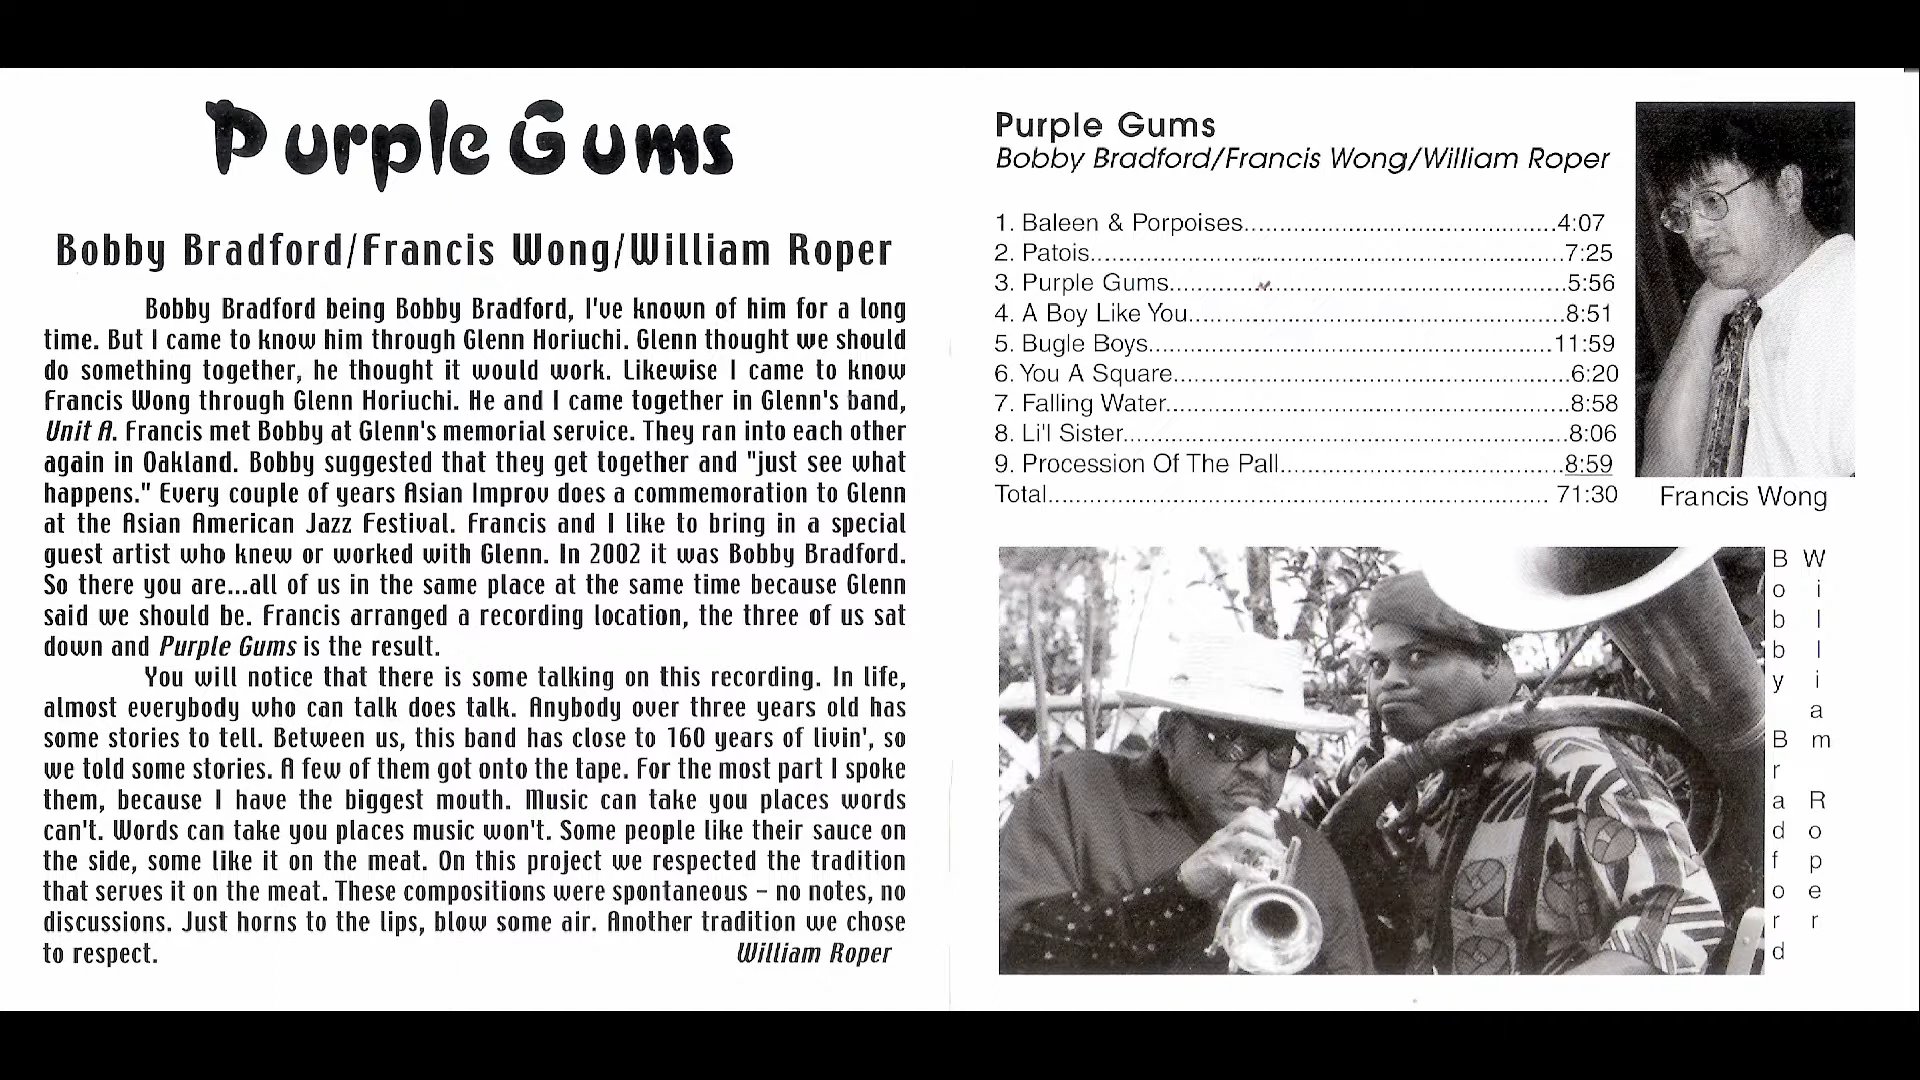 Purple Gums
Bobby Bradford/Francis Wong/William Roper
Bobby Bradford being Bobby Bradford, I've known of him for a long
time. But I came to know him through Glenn Horiuchi. Glenn thought we should
do something together, he thought it would work. Likewise I came to know
Francis Wong through Glenn Horiuchi. He and I came together in Glenn's band,
Unit A. Francis met Bobby at Glenn's memorial service. They ran into each other
again in Oakland. Bobby suggested that they get together and "just see what
happens." Every couple of years Asian Improv does a commemoration to Glenn
at the Asian American Jazz Festival. Francis and I like to bring in a special
guest artist who knew or worked with Glenn. In 2002 it was Bobby Bradford.
So there you are...all of us in the same place at the same time because Glenn
said we should be. Francis arranged a recording location, the three of us sat
down and Purple Gums is the result.
You will notice that there is some talking on this recording. In life,
almost everybody who can talk does talk. Anybody over three years old has
some stories to tell. Between us, this band has close to 160 years of livin', so
we told some stories. A few of them got onto the tape. For the most part I spoke
them, because I have the biggest mouth. Music can take you places words
can't. Words can take you places music won't. Some people like their sauce on
the side, some like it on the meat. On this project we respected the tradition
that serves it on the meat. These compositions were spontaneous – no notes, no
discussions. Just horns to the lips, blow some air. Another tradition we chose
to respect.
William Roper
Purple Gums
Bobby Bradford/Francis Wong/William Roper
1. Baleen & Porpoises....................................................4:07
2. Patois....................................................7:25
3. Purple Gums....................................................5:56
4. A Boy Like You....................................................8:51
5. Bugle Boys....................................................11:59
6. You A Square....................................................6:20
7. Falling Water....................................................8:58
8. Li'l Sister....................................................8:06
9. Procession Of The Pall....................................................8:59
Total.................................................... 71:30
Francis Wong
Bobby Bradford
William Roper